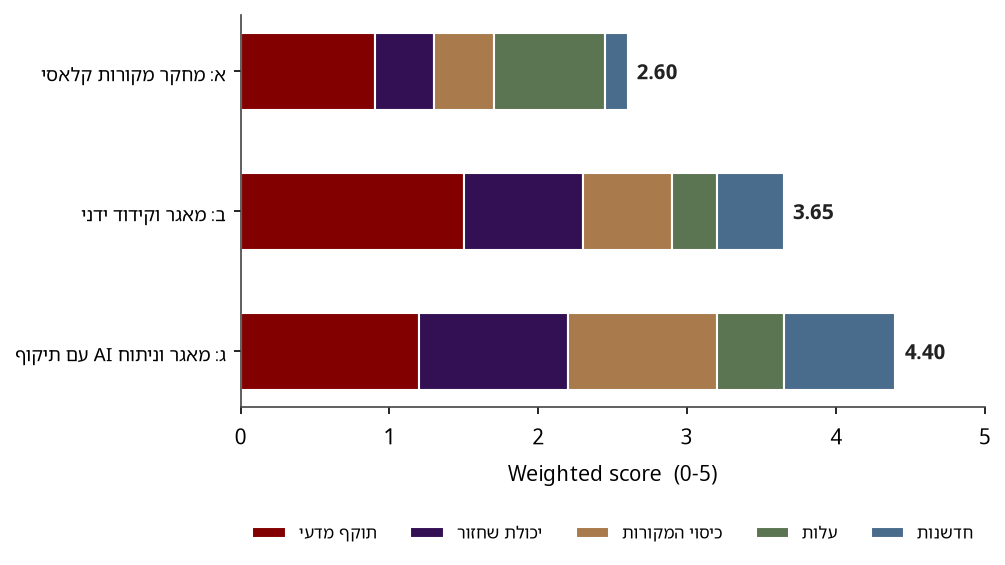 א: מחקר מקורות קלאסי
2.60
ב: מאגר וקידוד ידני
3.65
ג: מאגר וניתוח AI עם תיקוף
4.40
0 1 2 3 4 5
Weighted score (0-5)
תוקף מדעי
יכולת שחזור
כיסוי המקורות
עלות
חדשנות